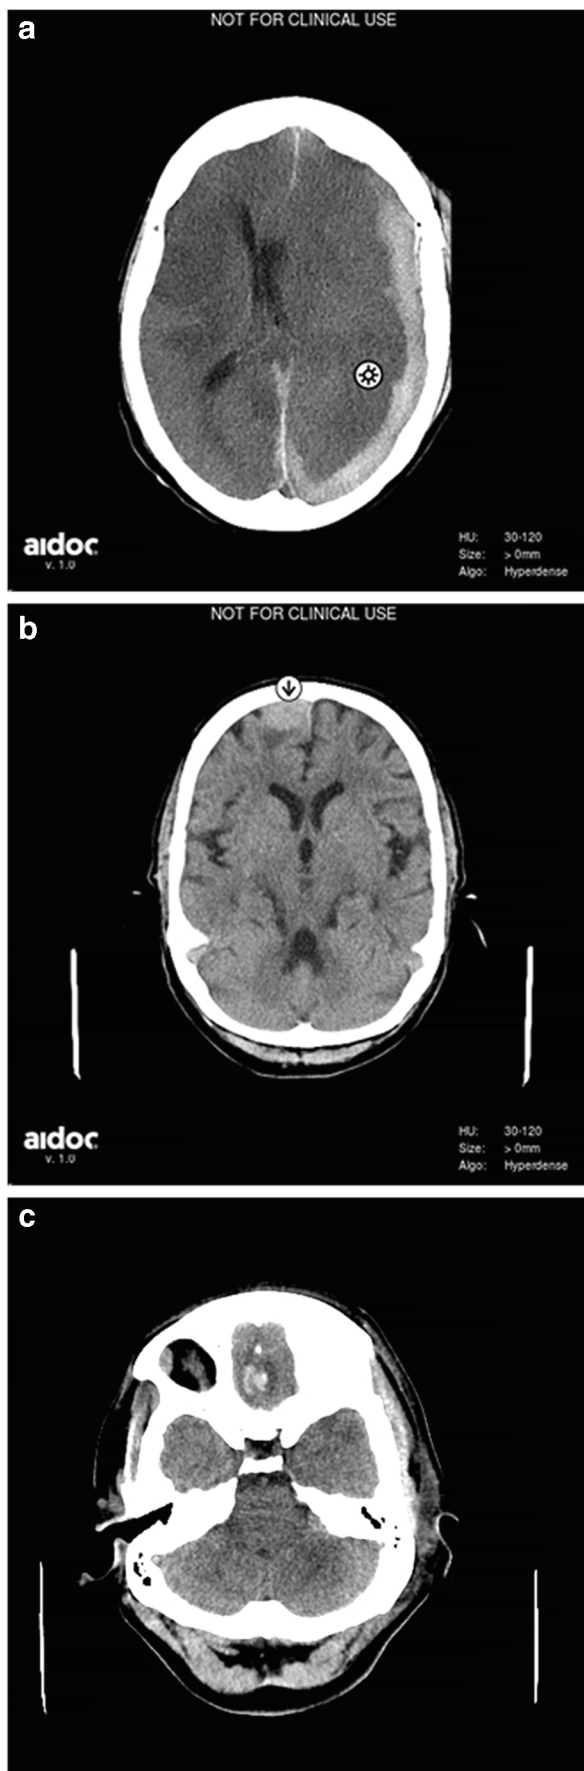 a
NOT FOR CLINICAL USE
aidoc
v. 1.0
HU: 30-120
Size: > 0mm
Algo: Hyperdense
b
NOT FOR CLINICAL USE
aidoc
v. 1.0
HU: 30-120
Size: > 0mm
Algo: Hyperdense
c